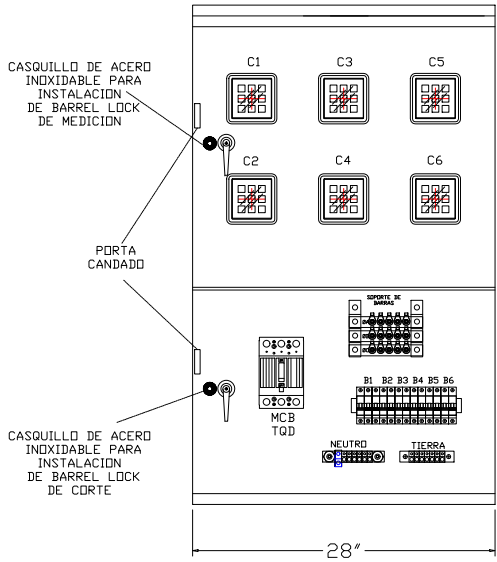 CASQUILLO DE ACERO
INOXIDABLE PARA
INSTALACION
DE BARREL LOCK
DE MEDICION
C1
C3
C5
C2
C4
C6
PORTA
CANDADO
SOPORTE DE
BARRAS
B1 B2 B3 B4 B5 B6
MCB
TQD
NEUTRO
TIERRA
CASQUILLO DE ACERO
INOXIDABLE PARA
INSTALACION
DE BARREL LOCK
DE CORTE
28"